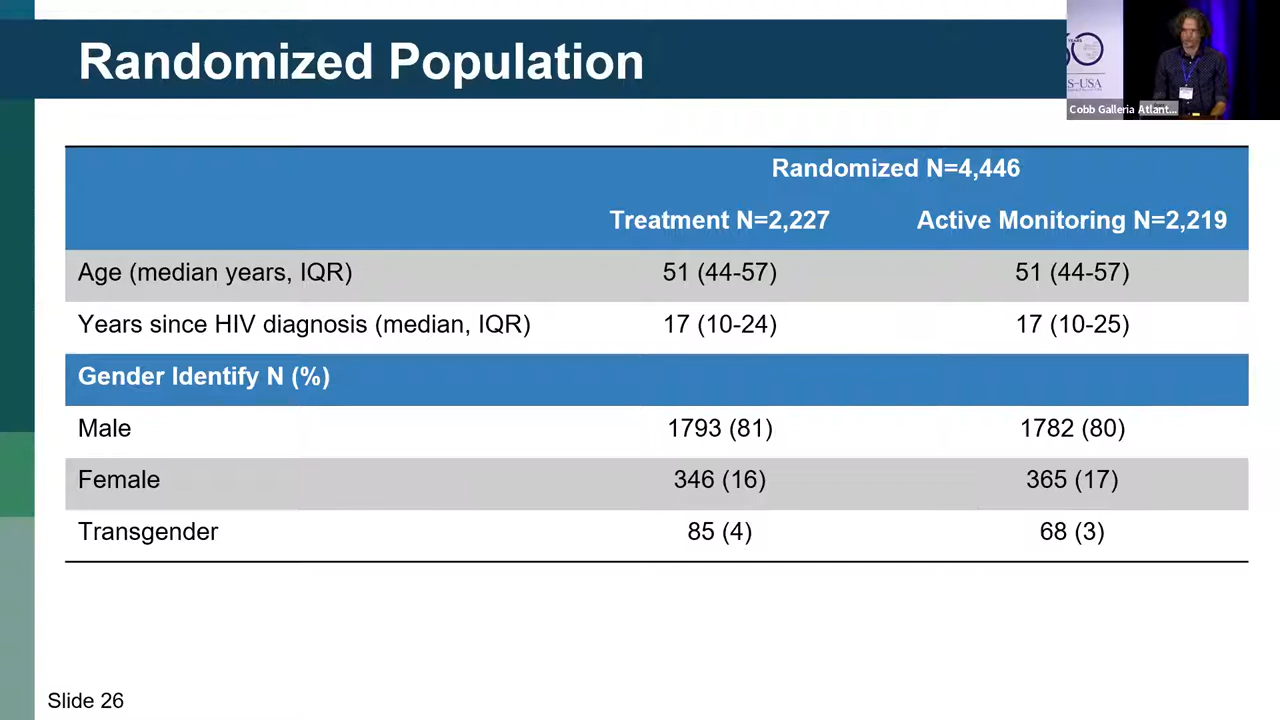 Randomized Population
YEARS
S–USA
Cobb Galleria Atlant...
Randomized N=4,446
Treatment N=2,227 Active Monitoring N=2,219
Age (median years, IQR) 51 (44-57) 51 (44-57)
Years since HIV diagnosis (median, IQR) 17 (10-24) 17 (10-25)
Gender Identify N (%)
Male 1793 (81) 1782 (80)
Female 346 (16) 365 (17)
Transgender 85 (4) 68 (3)
Slide 26